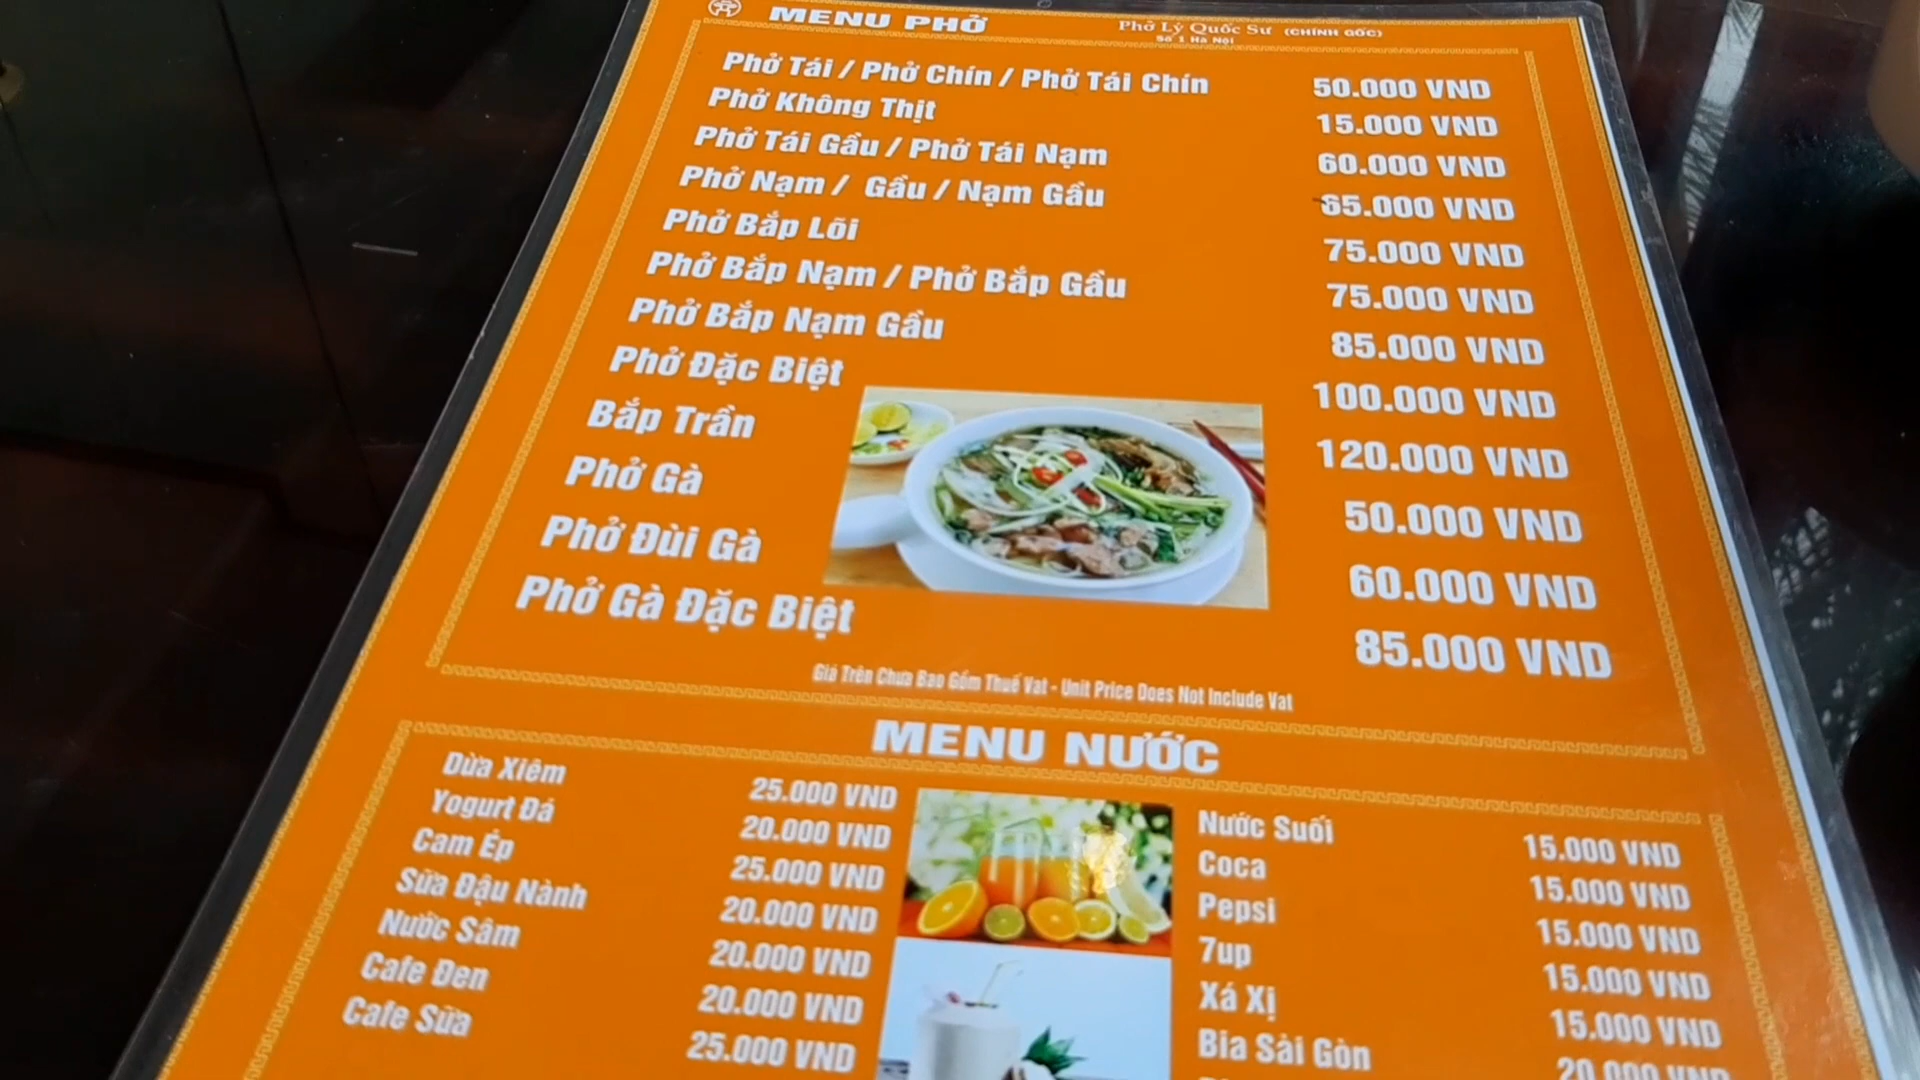 MENU PHỞ
Phở Lý Quốc Sư (CHÍNH GỐC)
Số 1 Hà Nội
Phở Tái / Phở Chín / Phở Tái Chín 50.000 VND
Phở Không Thịt 15.000 VND
Phở Tái Gầu / Phở Tái Nạm 60.000 VND
Phở Nạm / Gầu / Nạm Gầu 65.000 VND
Phở Bắp Lõi 75.000 VND
Phở Bắp Nạm / Phở Bắp Gầu 75.000 VND
Phở Bắp Nạm Gầu 85.000 VND
Phở Đặc Biệt 100.000 VND
Bắp Trần 120.000 VND
Phở Gà 50.000 VND
Phở Đùi Gà 60.000 VND
Phở Gà Đặc Biệt 85.000 VND
Giá Trên Chưa Bao Gồm Thuế Vat - Unit Price Does Not Include Vat
MENU NƯỚC
Dừa Xiêm 25.000 VND
Yogurt Đá 20.000 VND
Cam Ép 25.000 VND
Sữa Đậu Nành 20.000 VND
Nước Sâm 20.000 VND
Cafe Đen 20.000 VND
Cafe Sữa 25.000 VND
Nước Suối 15.000 VND
Coca 15.000 VND
Pepsi 15.000 VND
7up 15.000 VND
Xá Xị 15.000 VND
Bia Sài Gòn 20.000 VND